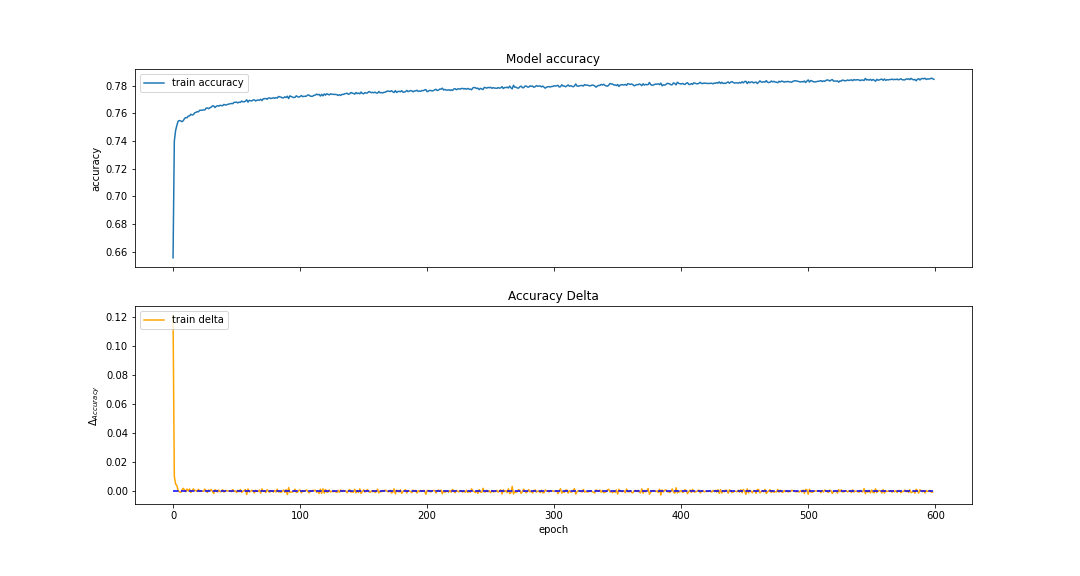 Model accuracy
train accuracy
0.78
0.76
0.74
0.72
0.70
0.68
0.66
accuracy
Accuracy Delta
train delta
0.12
0.10
0.08
0.06
0.04
0.02
0.00
ΔAccuracy
0 100 200 300 400 500 600
epoch